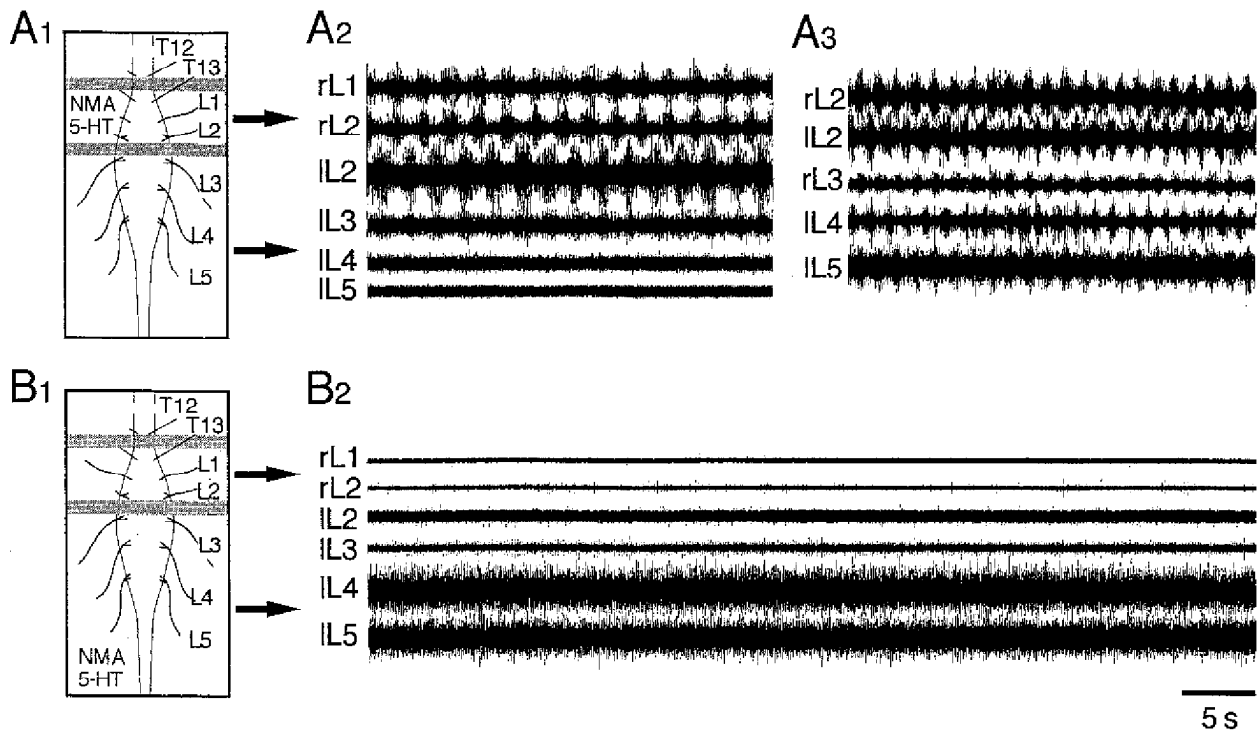 A1
T12
T13
NMA
5-HT
L1
L2
L3
L4
L5
A2
rL1
rL2
lL2
lL3
lL4
lL5
A3
rL2
lL2
rL3
lL4
lL5
B1
T12
T13
L1
L2
L3
L4
L5
NMA
5-HT
B2
rL1
rL2
lL2
lL3
lL4
lL5
5 s